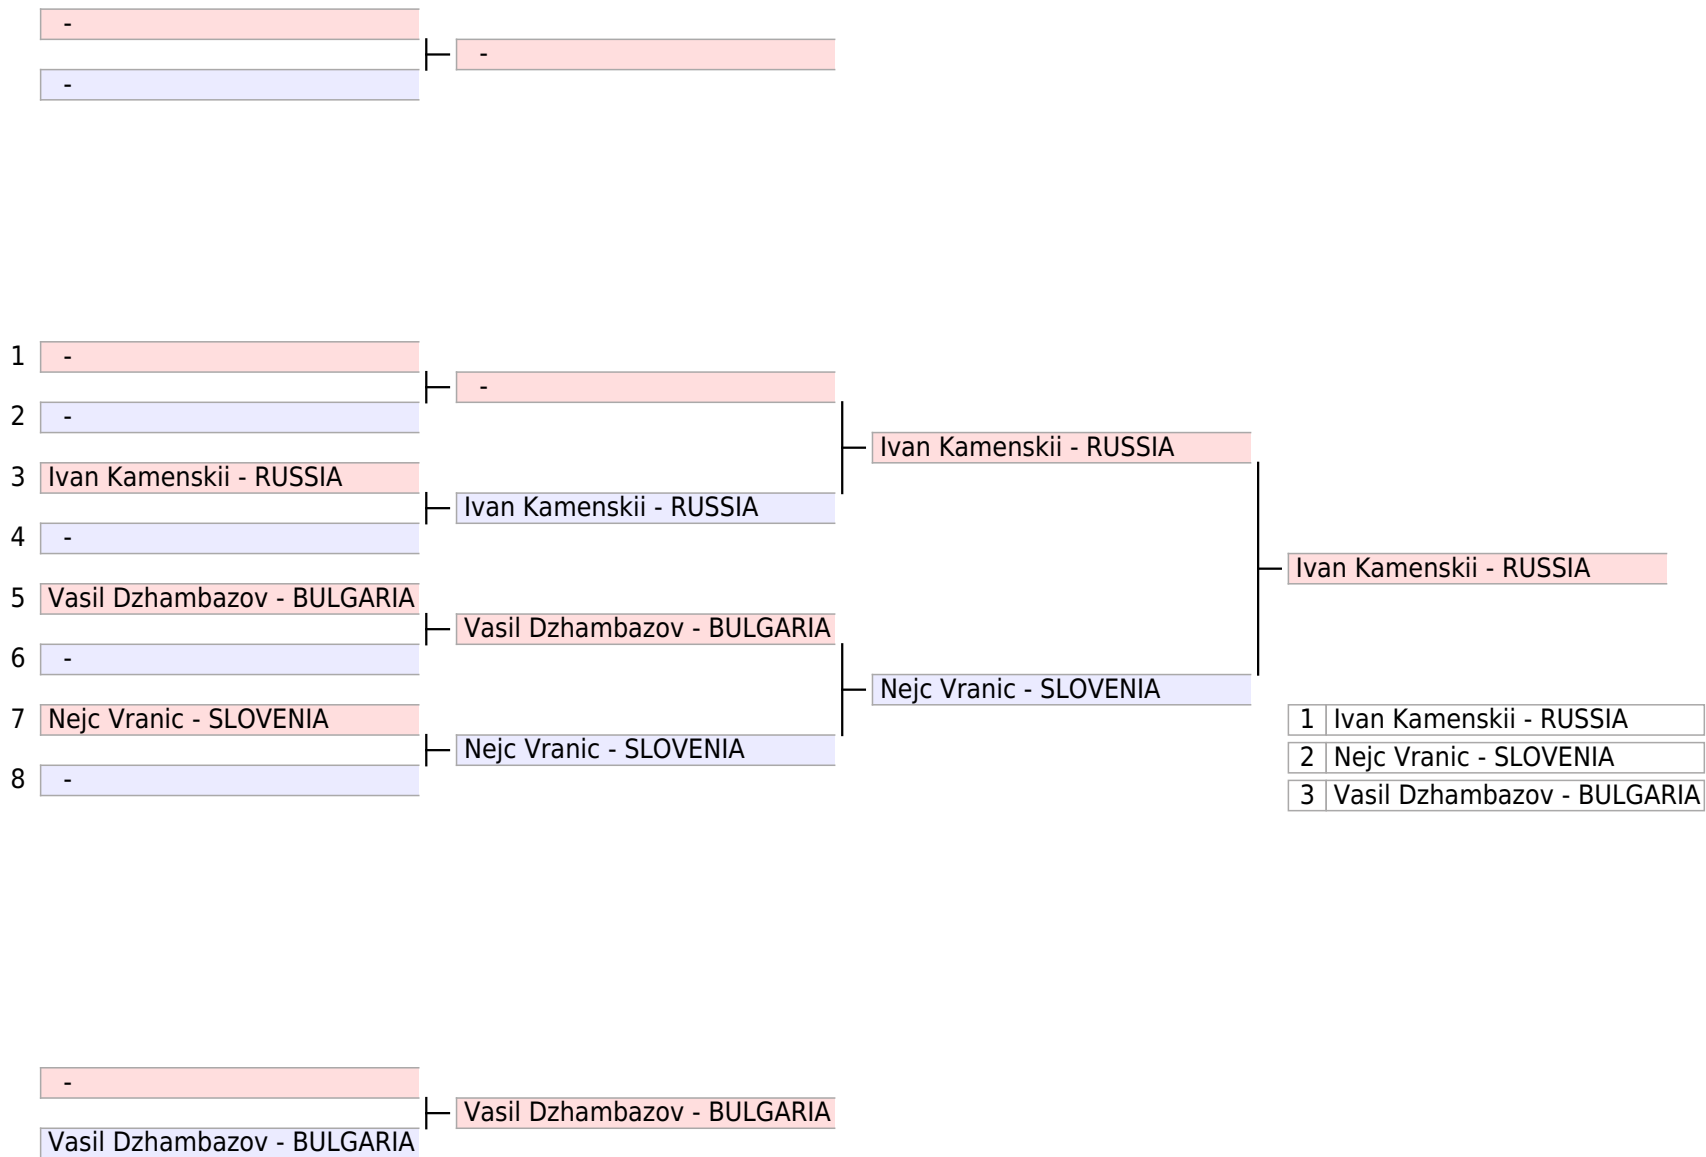 -
-
-
1 -
-
2 -
Ivan Kamenskii - RUSSIA
3 Ivan Kamenskii - RUSSIA
Ivan Kamenskii - RUSSIA
4 -
Ivan Kamenskii - RUSSIA
5 Vasil Dzhambazov - BULGARIA
Vasil Dzhambazov - BULGARIA
6 -
Nejc Vranic - SLOVENIA
7 Nejc Vranic - SLOVENIA
1 Ivan Kamenskii - RUSSIA
Nejc Vranic - SLOVENIA
2 Nejc Vranic - SLOVENIA
8 -
3 Vasil Dzhambazov - BULGARIA
-
Vasil Dzhambazov - BULGARIA
Vasil Dzhambazov - BULGARIA